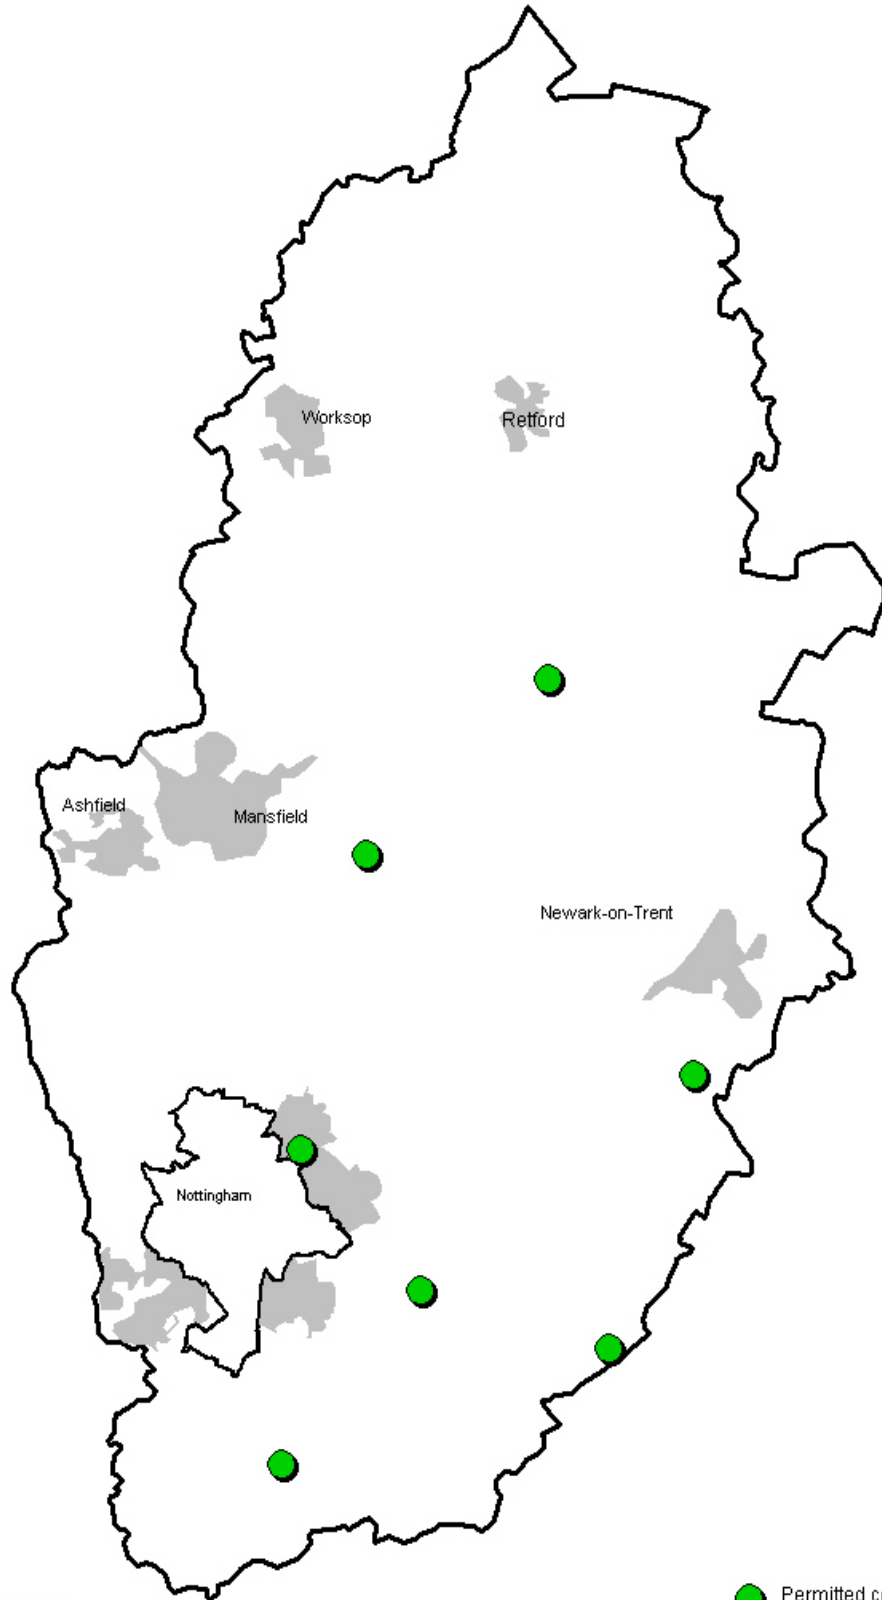 Worksop
Retford
Ashfield
Mansfield
Newark-on-Trent
Nottingham
Permitted